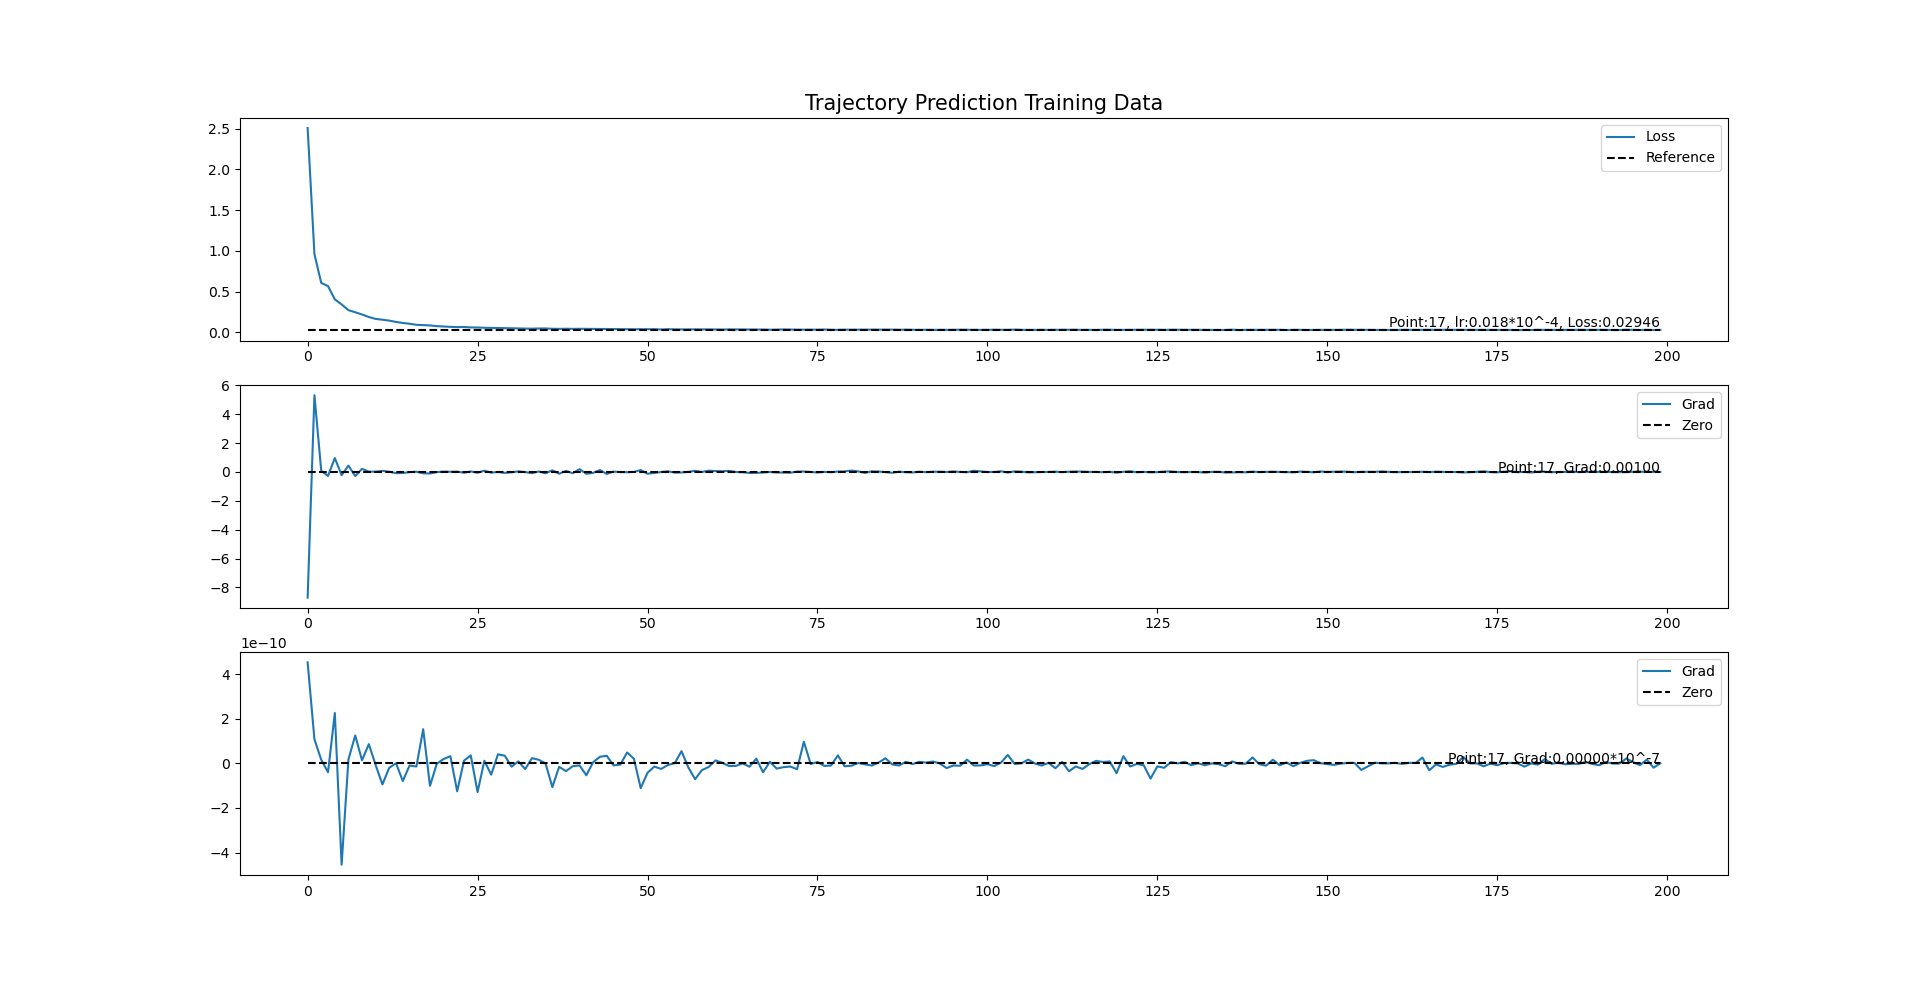 Trajectory Prediction Training Data
2.5
2.0
1.5
1.0
0.5
0.0
Loss
Reference
Point:17, lr:0.018*10^-4, Loss:0.02946
0 25 50 75 100 125 150 175 200
6
4
2
0
−2
−4
−6
−8
Grad
Zero
Point:17, Grad:0.00100
0 25 50 75 100 125 150 175 200
1e−10
4
2
0
−2
−4
Grad
Zero
Point:17, Grad:0.00000*10^-7
0 25 50 75 100 125 150 175 200